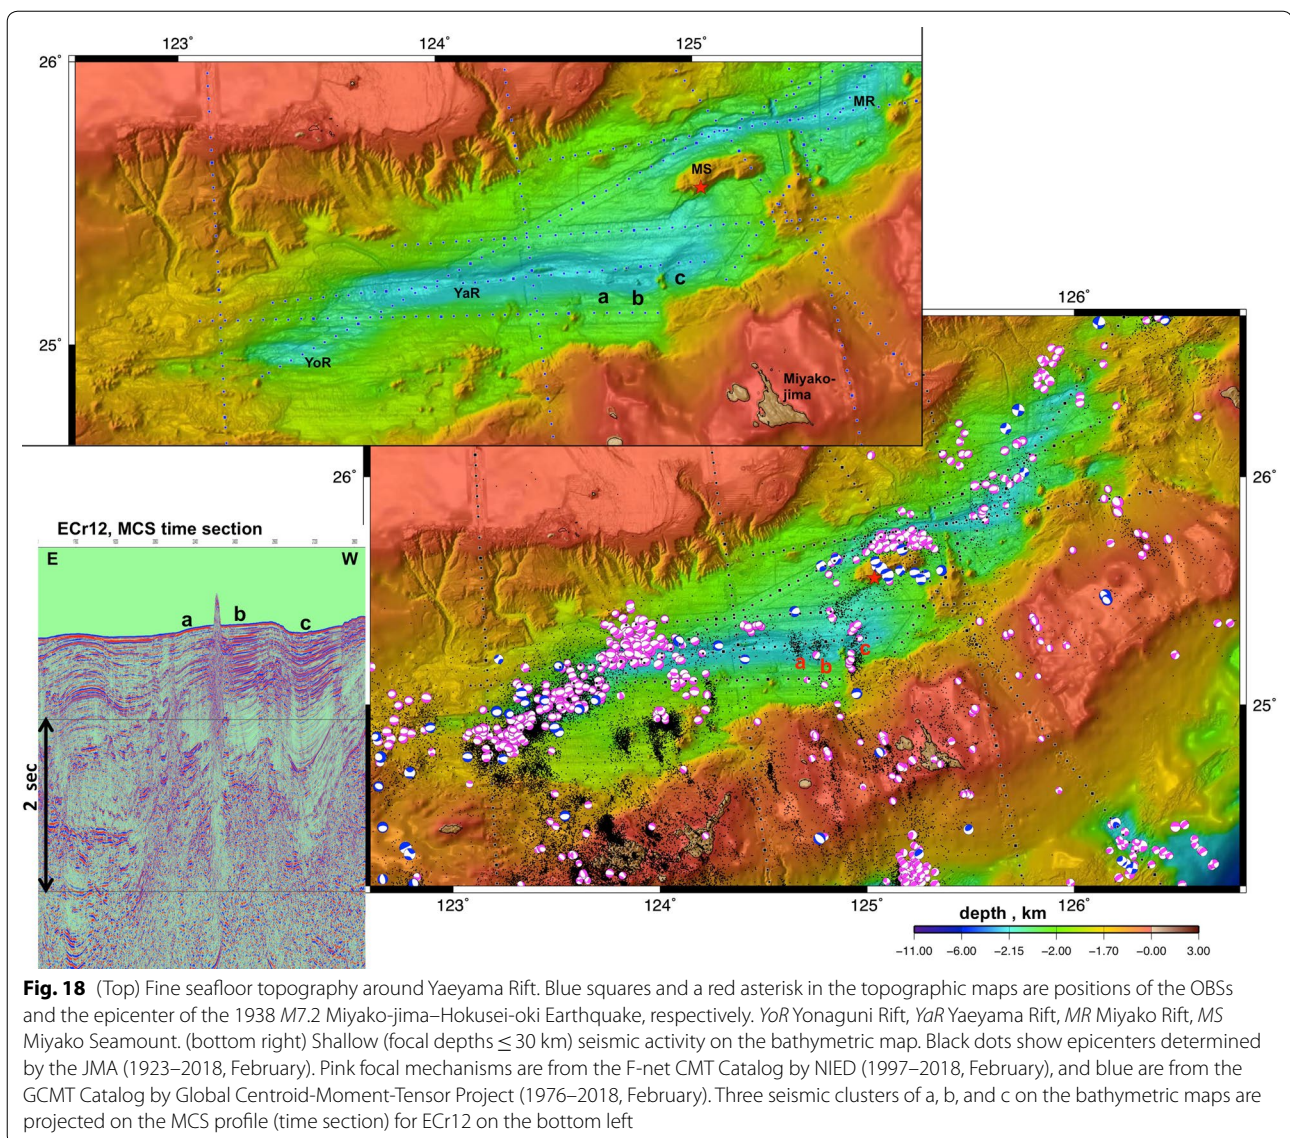 123°
124°
125°
26°
MR
MS
c
YaR
a
b
25°
YoR
Miyako-
jima
126°
26°
26°
ECr12, MCS time section
E
W
a
b
c
2 sec
c
a
b
25°
123°
124°
125°
126°
depth , km
−11.00
−6.00
−2.15
−2.00
−1.70
−0.00
3.00
Fig. 18 (Top) Fine seafloor topography around Yaeyama Rift. Blue squares and a red asterisk in the topographic maps are positions of the OBSs
and the epicenter of the 1938 M7.2 Miyako-jima–Hokusei-oki Earthquake, respectively. YoR Yonaguni Rift, YaR Yaeyama Rift, MR Miyako Rift, MS
Miyako Seamount. (bottom right) Shallow (focal depths ≤ 30 km) seismic activity on the bathymetric map. Black dots show epicenters determined
by the JMA (1923–2018, February). Pink focal mechanisms are from the F-net CMT Catalog by NIED (1997–2018, February), and blue are from the
GCMT Catalog by Global Centroid-Moment-Tensor Project (1976–2018, February). Three seismic clusters of a, b, and c on the bathymetric maps are
projected on the MCS profile (time section) for ECr12 on the bottom left